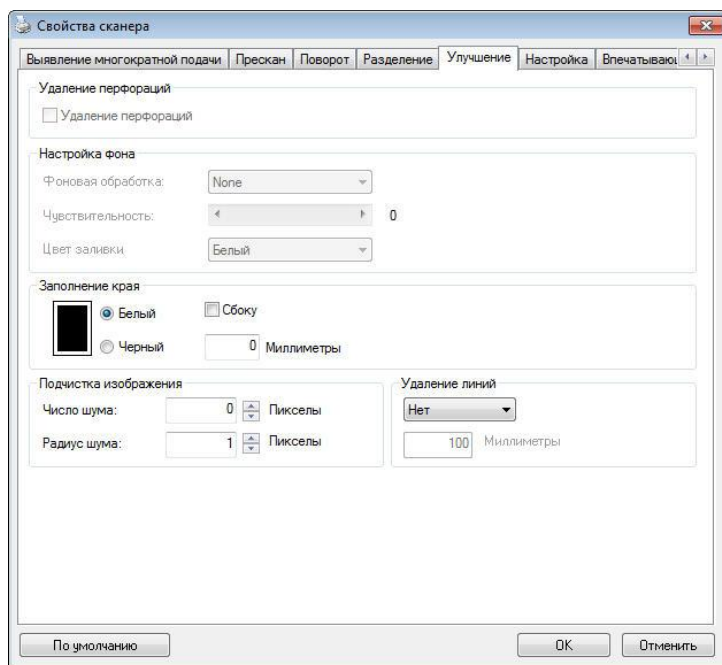 Свойства сканера
Выявление многократной подачи Прескан Поворот Разделение Улучшение Настройка Впечатывающ
Удаление перфораций
Удаление перфораций
Настройка фона
Фоновая обработка: None
Чувствительность: 0
Цвет заливки Белый
Заполнение края
Белый Сбоку
Черный 0 Миллиметры
Подчистка изображения Удаление линий
Число шума: 0 Пикселы Нет
Радиус шума: 1 Пикселы 100 Миллиметры
По умолчанию OK Отменить